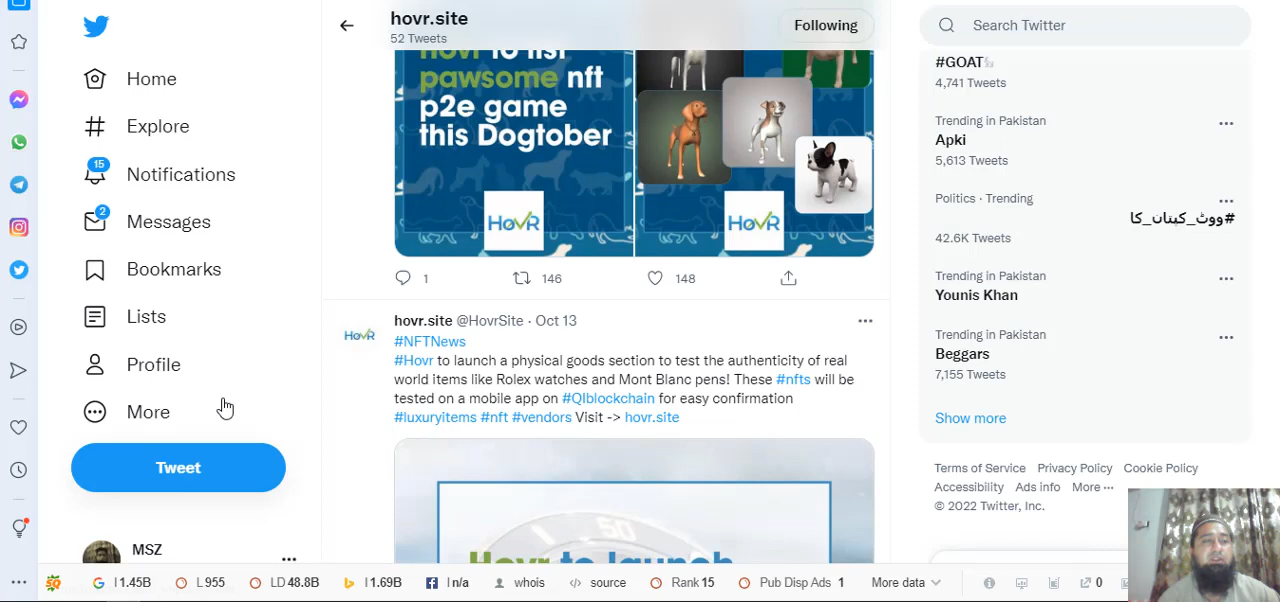 hovr.site
52 Tweets
Following
Search Twitter
Home
Explore
15
Notifications
2
Messages
Bookmarks
Lists
Profile
More
Tweet
MSZ
hovr to list
pawsome nft
p2e game
this Dogtober
HovR
HovR
1
146
148
hovr.site @HovrSite · Oct 13
#NFTNews
#Hovr to launch a physical goods section to test the authenticity of real
world items like Rolex watches and Mont Blanc pens! These #nfts will be
tested on a mobile app on #QIblockchain for easy confirmation
#luxuryitems #nft #vendors Visit -> hovr.site
HovR
50
Hovr to launch
#GOAT
4,741 Tweets
Trending in Pakistan
Apki
5,613 Tweets
Politics · Trending
#ووٹ_کپتان_کا
42.6K Tweets
Trending in Pakistan
Younis Khan
Trending in Pakistan
Beggars
7,155 Tweets
Show more
Terms of Service Privacy Policy Cookie Policy
Accessibility Ads info More ···
© 2022 Twitter, Inc.
SQ I 1.45B L 955 LD 48.8B I 1.69B I n/a whois source Rank 15 Pub Disp Ads 1 More data 0